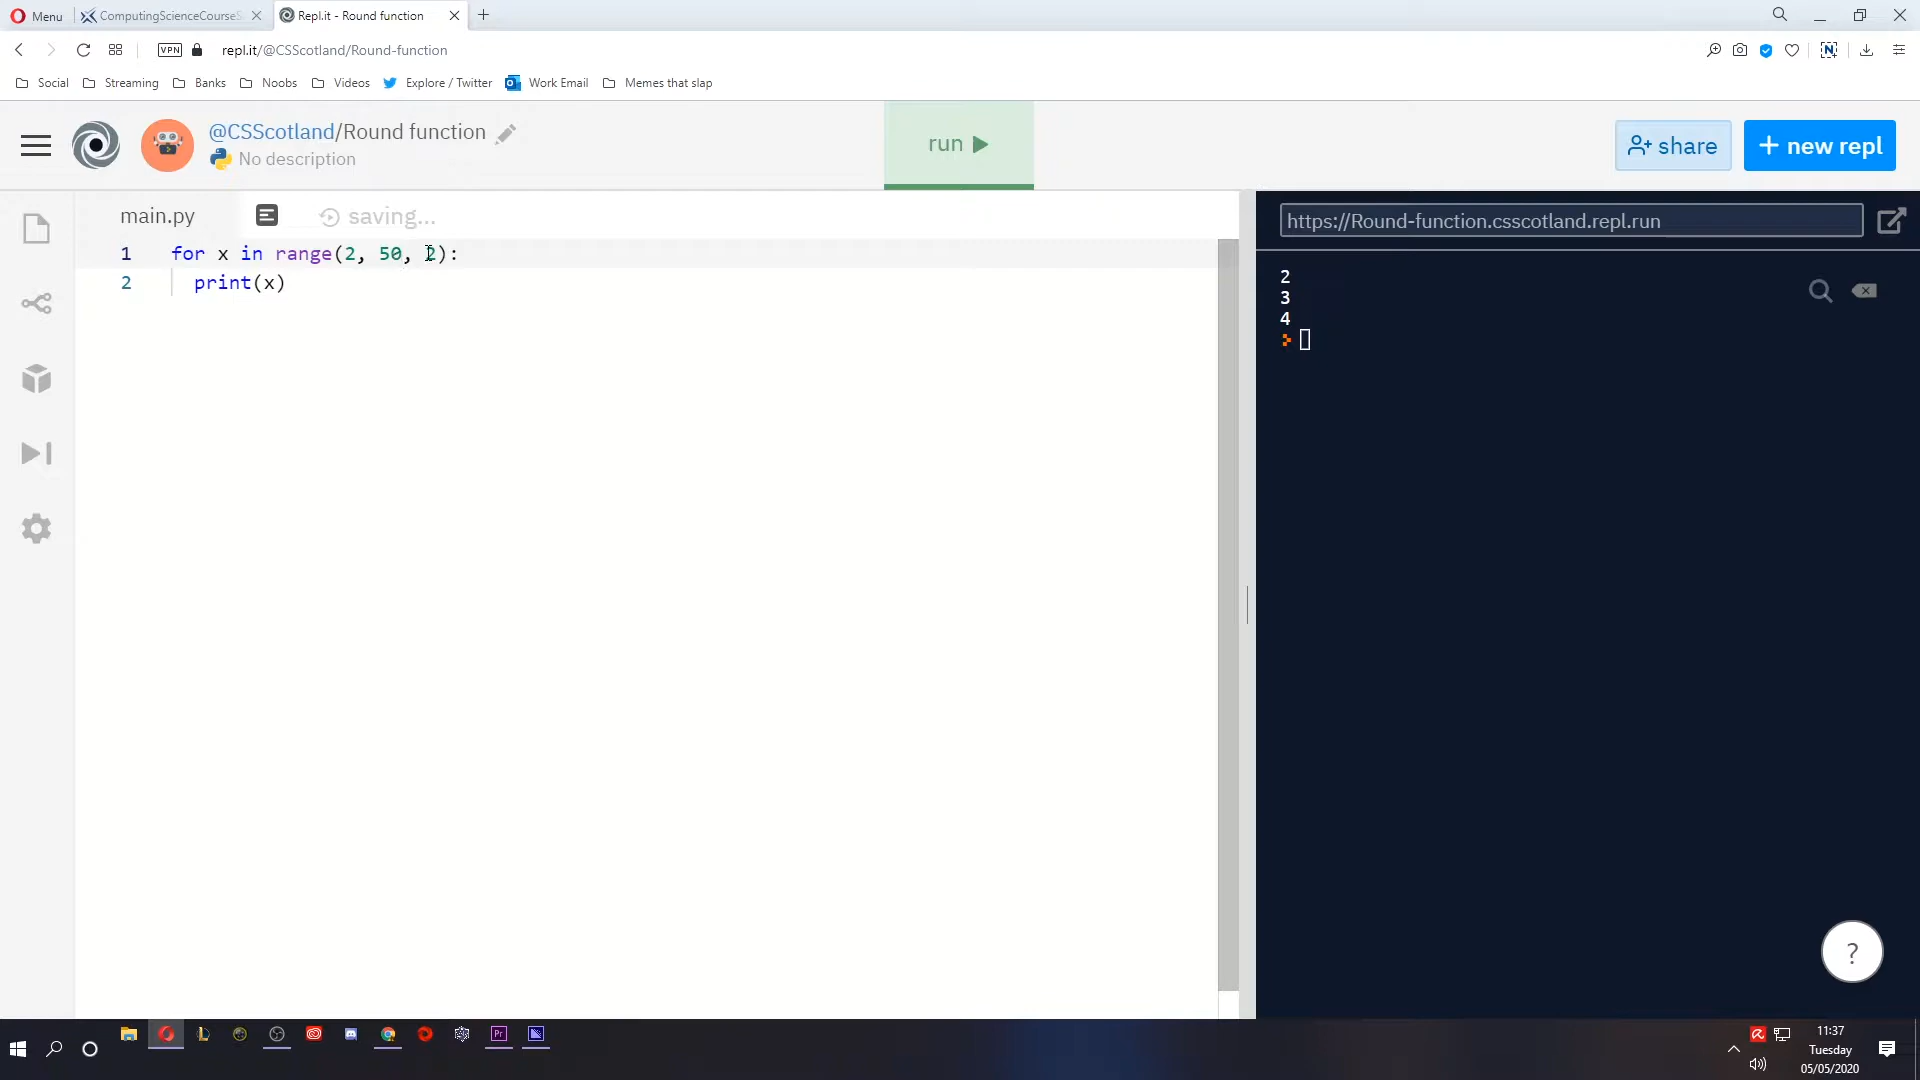 Menu
ComputingScienceCourseS
Repl.it - Round function
VPN
repl.it/@CSScotland/Round-function
Social
Streaming
Banks
Noobs
Videos
Explore / Twitter
Work Email
Memes that slap
@CSScotland/Round function
No description
run
share
+ new repl
main.py
saving...
https://Round-function.csscotland.repl.run
1 for x in range(2, 50, 2):
2 print(x)
2
3
4
?
Pr
11:37
Tuesday
05/05/2020